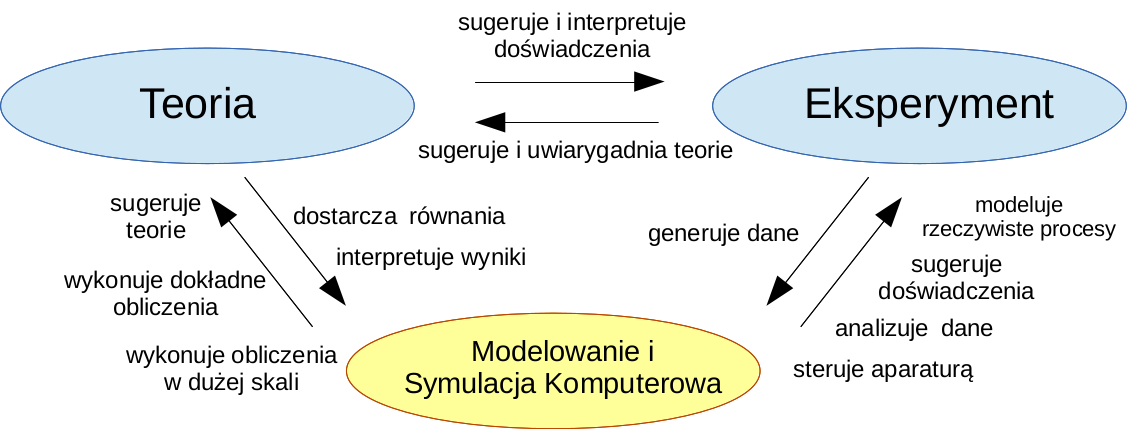 sugeruje i interpretuje
doświadczenia
Teoria
Eksperyment
sugeruje i uwiarygadnia teorie
sugeruje
teorie
dostarcza równania
interpretuje wyniki
wykonuje dokładne
obliczenia
wykonuje obliczenia
w dużej skali
generuje dane
modeluje
rzeczywiste procesy
sugeruje
doświadczenia
analizuje dane
steruje aparaturą
Modelowanie i
Symulacja Komputerowa